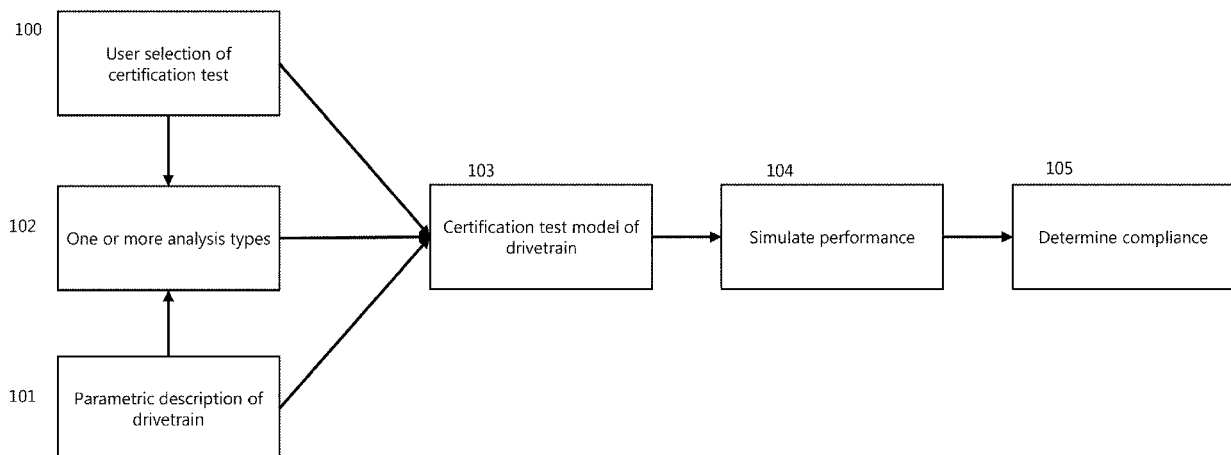 100
User selection of
certification test
102
One or more analysis types
101
Parametric description of
drivetrain
103
Certification test model of
drivetrain
104
Simulate performance
105
Determine compliance